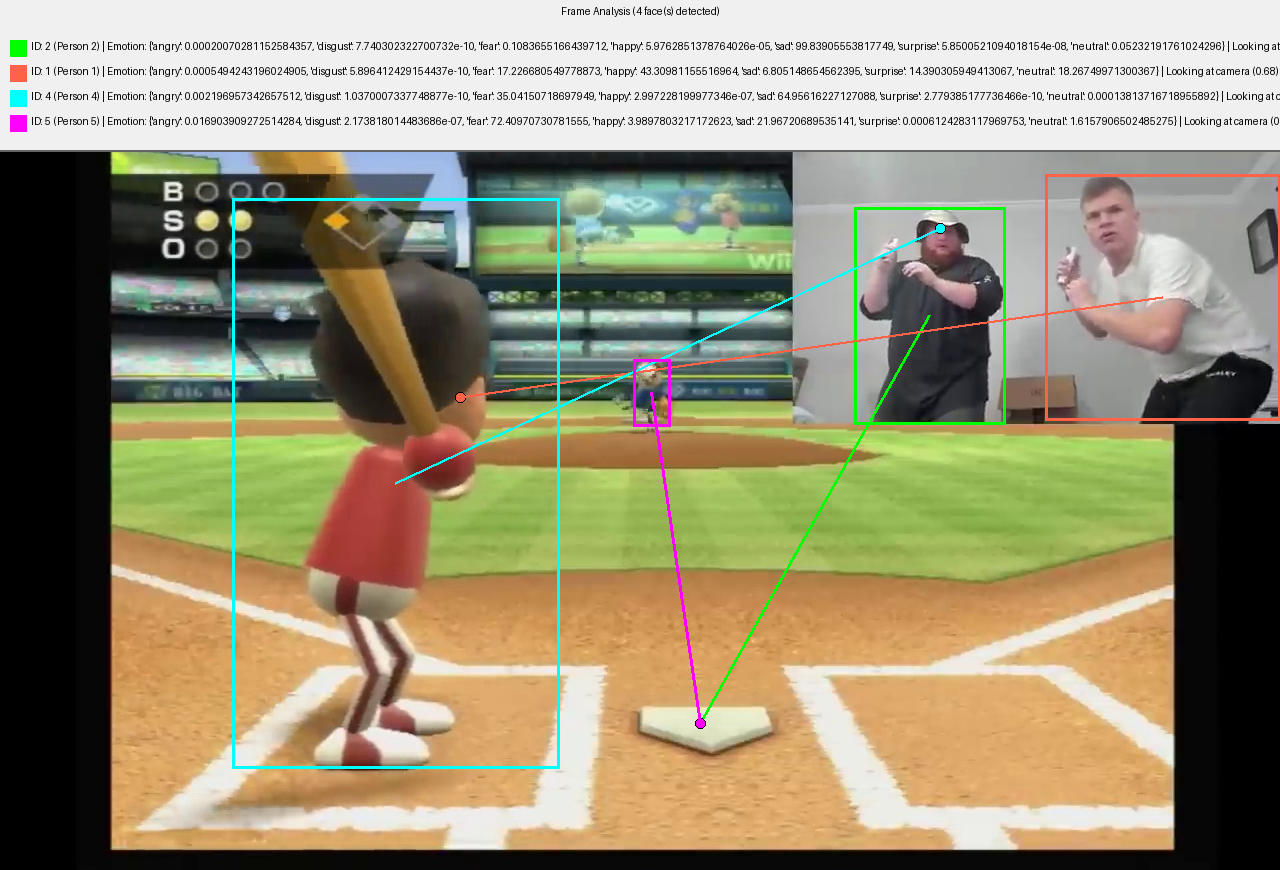 Frame Analysis (4 face(s) detected)
ID: 2 (Person 2) | Emotion: {'angry': 0.00020070281152584357, 'disgust': 7.740302322700732e-10, 'fear': 0.1083655166439712, 'happy': 5.9762851378764026e-05, 'sad': 99.83905553817749, 'surprise': 5.8500521094018154e-08, 'neutral': 0.05232191761024296} | Looking at
ID: 1 (Person 1) | Emotion: {'angry': 0.0005494243196024905, 'disgust': 5.896412429154437e-10, 'fear': 17.226680549778873, 'happy': 43.30981155516964, 'sad': 6.805148654562395, 'surprise': 14.390305949413067, 'neutral': 18.26749971300367} | Looking at camera (0.68)
ID: 4 (Person 4) | Emotion: {'angry': 0.002196957342657512, 'disgust': 1.0370007337748877e-10, 'fear': 35.04150718697949, 'happy': 2.997228199977346e-07, 'sad': 64.95616227127088, 'surprise': 2.779385177736466e-10, 'neutral': 0.00013813716718955892} | Looking at c
ID: 5 (Person 5) | Emotion: {'angry': 0.016903909272514284, 'disgust': 2.173818014483686e-07, 'fear': 72.40970730781555, 'happy': 3.9897803217172623, 'sad': 21.96720689535141, 'surprise': 0.0006124283117969753, 'neutral': 1.6157906502485275} | Looking at camera (0
B
S
O
Wii